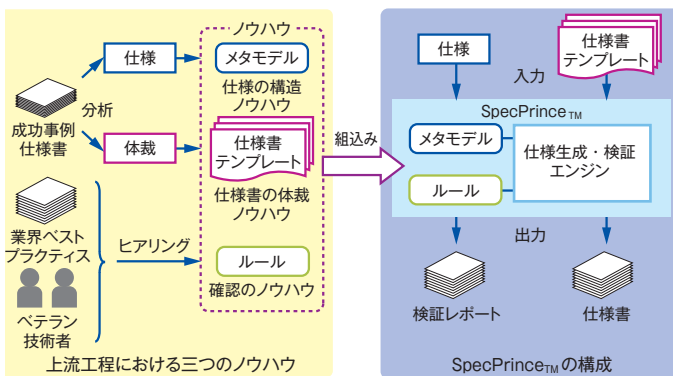 ノウハウ
仕様
メタモデル
仕様の構造
ノウハウ
分析
成功事例
仕様書
体裁
仕様書
テンプレート
仕様書の体裁
ノウハウ
業界ベスト
プラクティス
ヒアリング
ルール
確認のノウハウ
ベテラン
技術者
上流工程における三つのノウハウ
組込み
仕様
仕様書
テンプレート
入力
SpecPrinceTM
メタモデル
仕様生成・検証
エンジン
ルール
出力
検証レポート
仕様書
SpecPrinceTMの構成